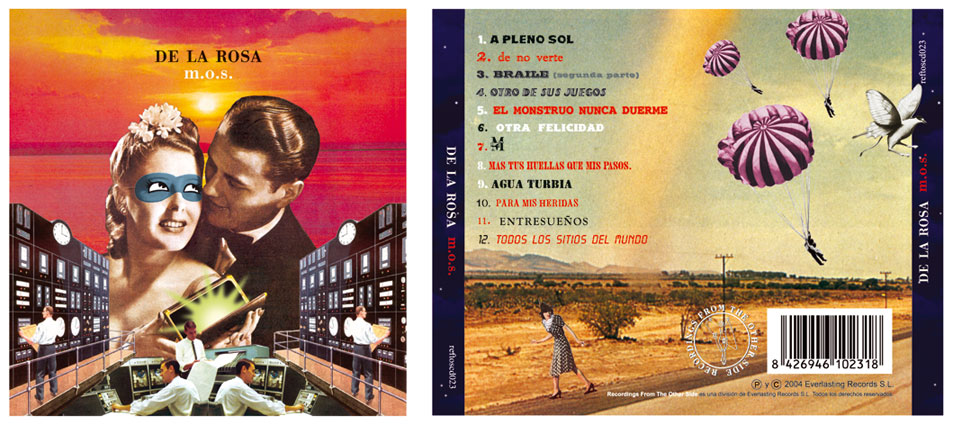 DE LA ROSA
m.o.s.
reftoscd023
DE LA ROSA m.o.s.
1. A PLENO SOL
2. de no verte
3. BRAILE (segunda parte)
4. OTRO DE SUS JUEGOS
5. EL MONSTRUO NUNCA DUERME
6. OTRA FELICIDAD
7. M
8. MAS TUS HUELLAS QUE MIS PASOS.
9. AGUA TURBIA
10. PARA MIS HERIDAS
11. ENTRESUEÑOS
12. TODOS LOS SITIOS DEL MUNDO
RECORDINGS FROM THE OTHER SIDE
8 426946 102318
Ⓟ y © 2004 Everlasting Records S.L.
Recordings From The Other Side es una división de Everlasting Records S.L. Todos los derechos reservados
reftoscd023
DE LA ROSA m.o.s.